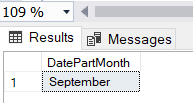 109 %
Results Messages
DatePartMonth
1 September